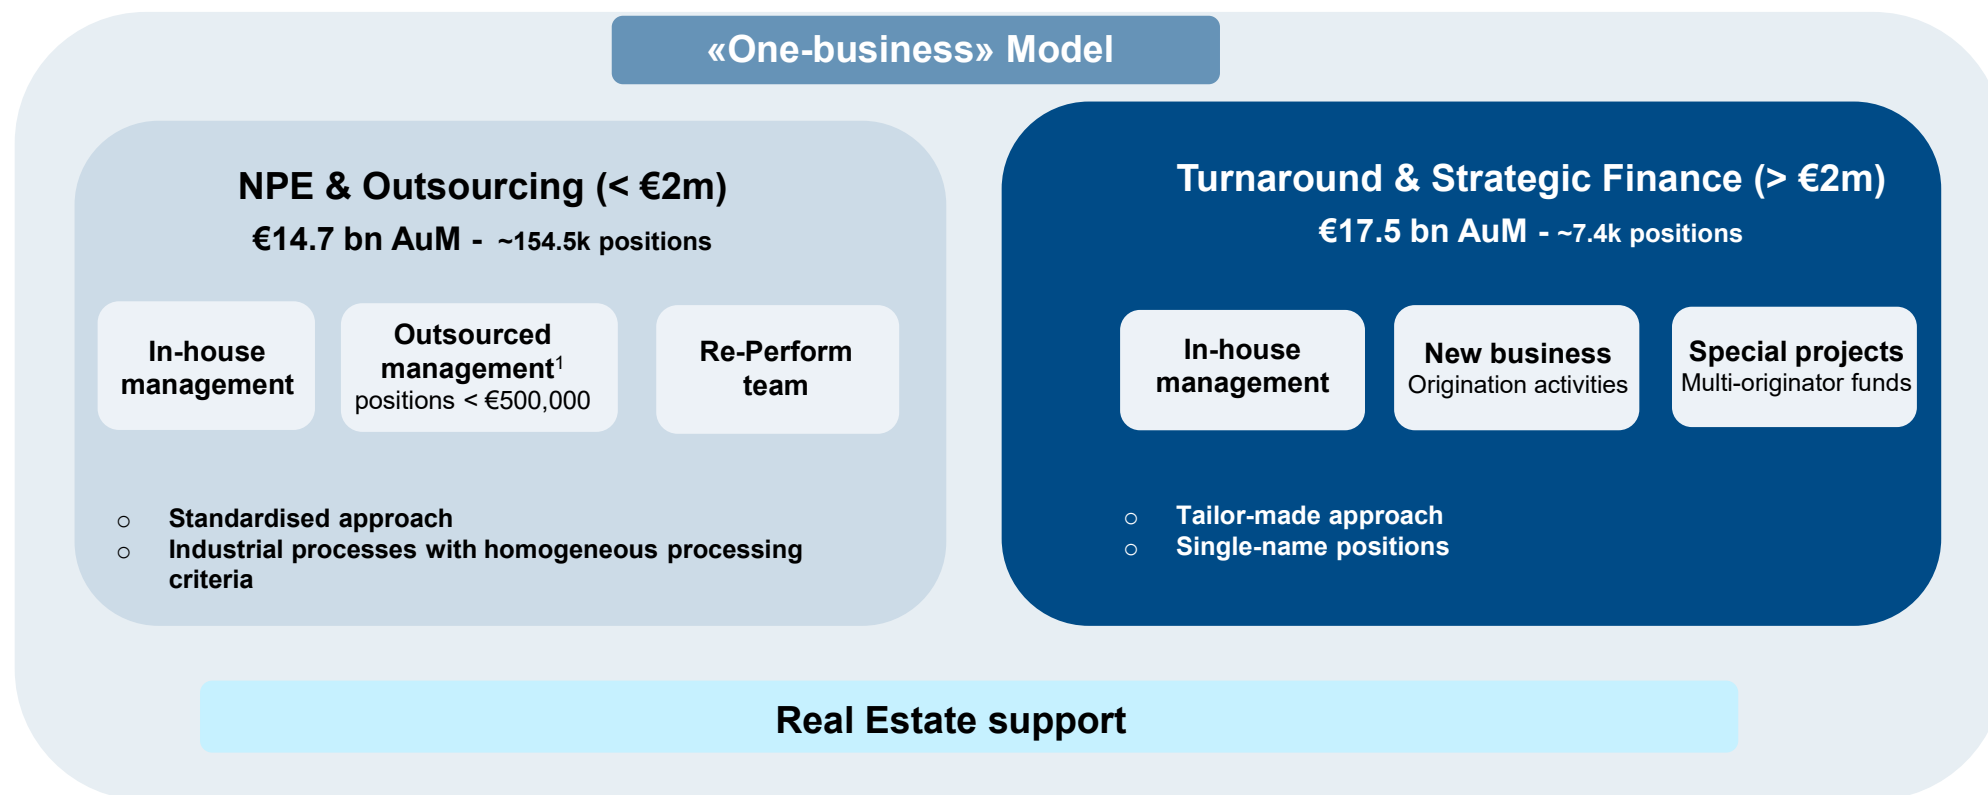 «One-business» Model
NPE & Outsourcing (< €2m)
€14.7 bn AuM - ~154.5k positions
In-house
management
Outsourced
management¹
positions < €500,000
Re-Perform
team
o Standardised approach
o Industrial processes with homogeneous processing
criteria
Turnaround & Strategic Finance (> €2m)
€17.5 bn AuM - ~7.4k positions
In-house
management
New business
Origination activities
Special projects
Multi-originator funds
o Tailor-made approach
o Single-name positions
Real Estate support